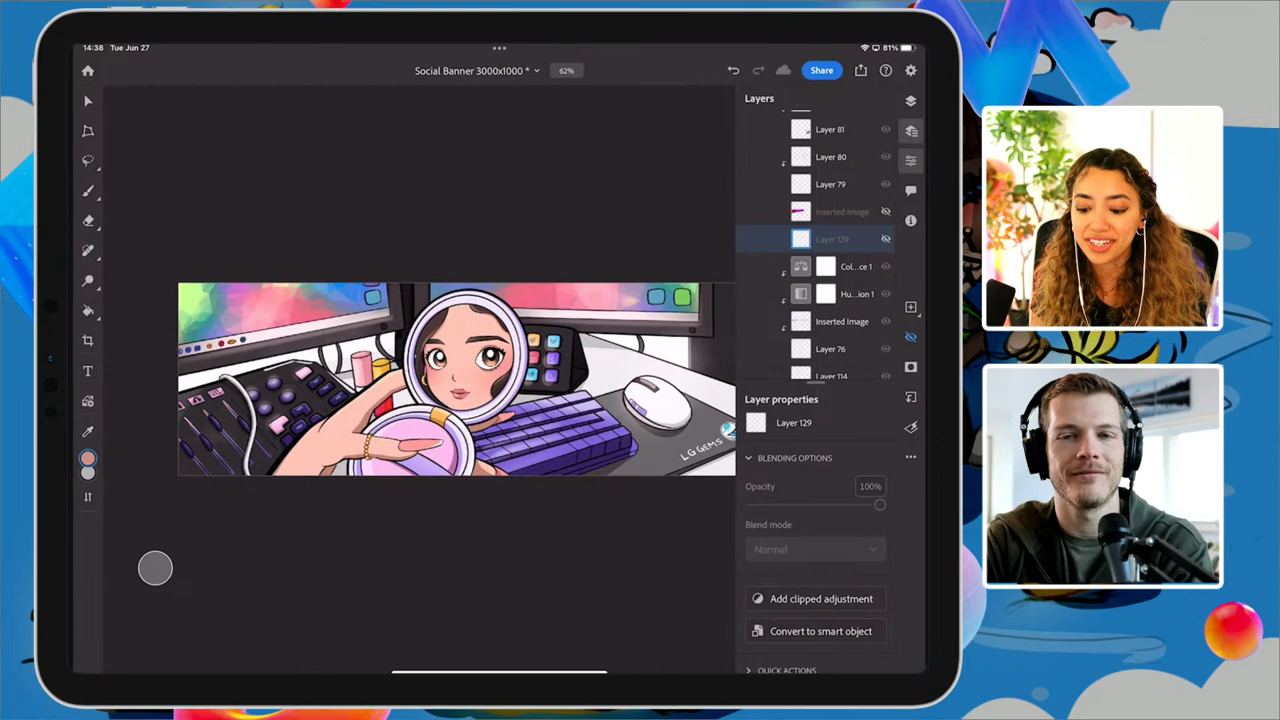 14:38 Tue Jun 27
81%
Social Banner 3000x1000 *
62%
Share
Layers
Layer 81
Layer 80
Layer 79
Inserted Image
Layer 129
Col...ce 1
Hu...ion 1
Inserted Image
Layer 76
Layer 114
Layer properties
Layer 129
BLENDING OPTIONS
Opacity
100%
Blend mode
Normal
Add clipped adjustment
Convert to smart object
QUICK ACTIONS
LG GEMS